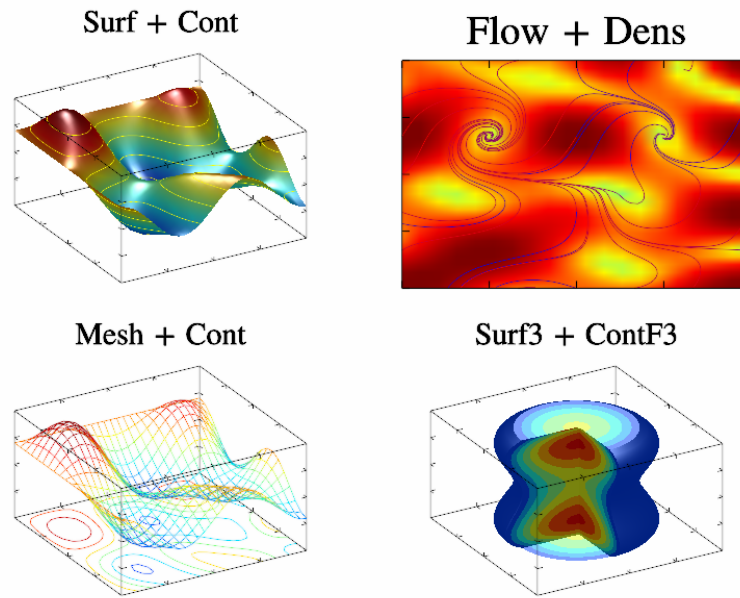 Surf + Cont
Flow + Dens
Mesh + Cont
Surf3 + ContF3